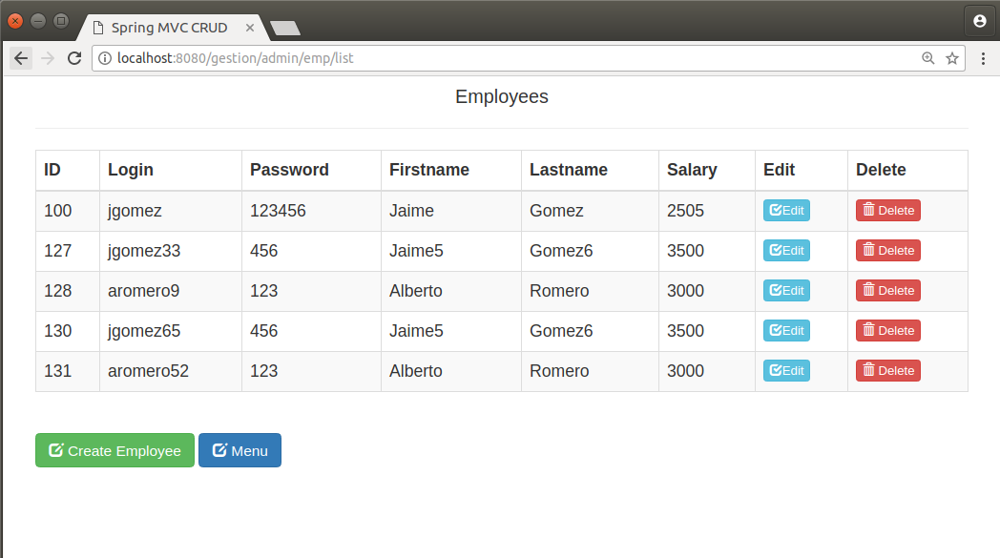 Spring MVC CRUD
localhost:8080/gestion/admin/emp/list
Employees
ID Login Password Firstname Lastname Salary Edit Delete
100 jgomez 123456 Jaime Gomez 2505 Edit Delete
127 jgomez33 456 Jaime5 Gomez6 3500 Edit Delete
128 aromero9 123 Alberto Romero 3000 Edit Delete
130 jgomez65 456 Jaime5 Gomez6 3500 Edit Delete
131 aromero52 123 Alberto Romero 3000 Edit Delete
Create Employee Menu